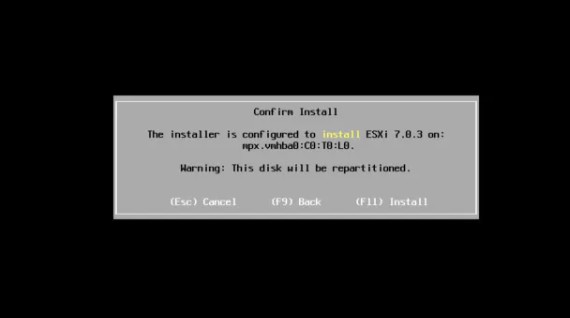 Confirm Install
The installer is configured to install ESXi 7.0.3 on:
mpx.vmhba0:C0:T0:L0.
Warning: This disk will be repartitioned.
(Esc) Cancel (F9) Back (F11) Install